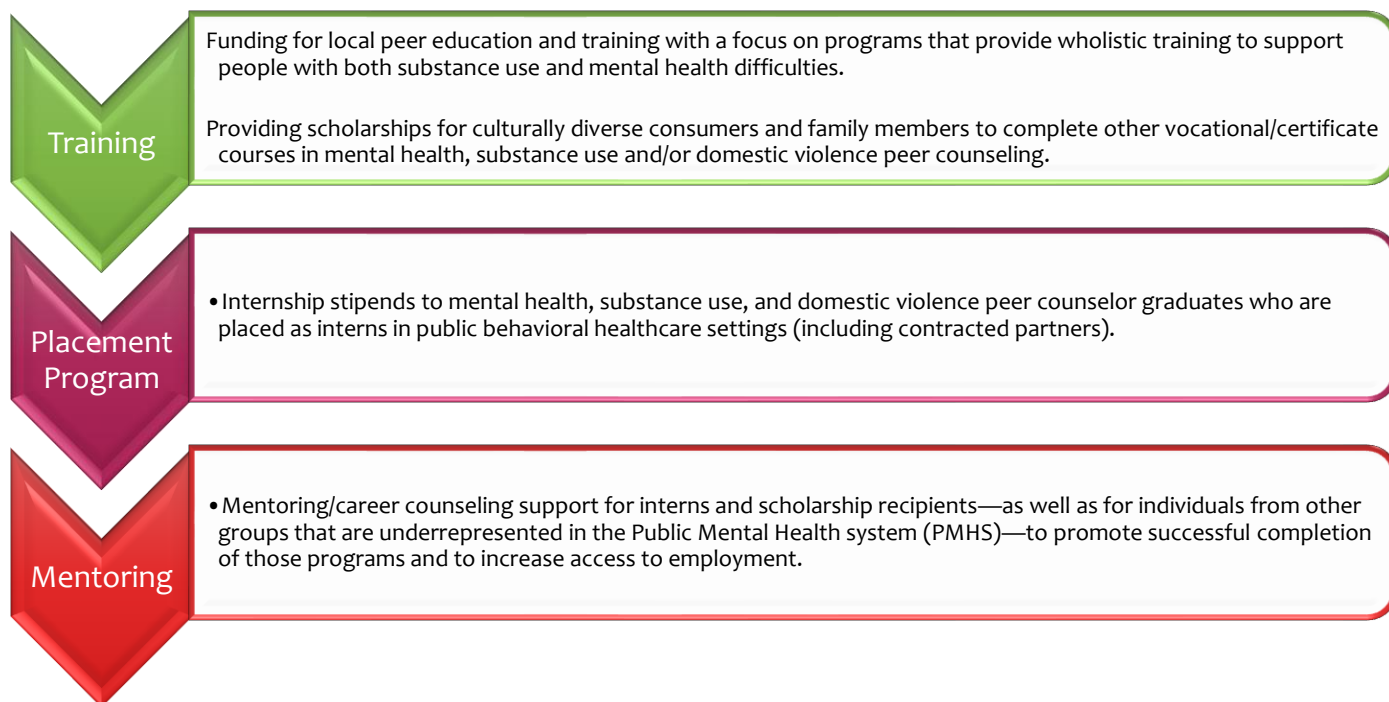 Training
Funding for local peer education and training with a focus on programs that provide wholistic training to support
people with both substance use and mental health difficulties.
Providing scholarships for culturally diverse consumers and family members to complete other vocational/certificate
courses in mental health, substance use and/or domestic violence peer counseling.
Placement
Program
•Internship stipends to mental health, substance use, and domestic violence peer counselor graduates who are
placed as interns in public behavioral healthcare settings (including contracted partners).
Mentoring
•Mentoring/career counseling support for interns and scholarship recipients—as well as for individuals from other
groups that are underrepresented in the Public Mental Health system (PMHS)—to promote successful completion
of those programs and to increase access to employment.